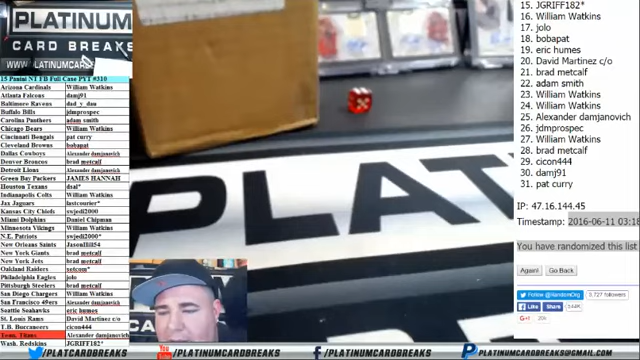 PLATINUM
CARD BREAKS
WWW.PLATINUMCARD
15 Panini NT FB Full Case PYT #310
Arizona Cardinals William Watkins
Atlanta Falcons damj91
Baltimore Ravens dad_y_dau
Buffalo Bills jdmprospec
Carolina Panthers adam smith
Chicago Bears William Watkins
Cincinnati Bengals pat curry
Cleveland Browns bobapat
Dallas Cowboys Alexander damjanovich
Denver Broncos brad metcalf
Detroit Lions Alexander damjanovich
Green Bay Packers JAMES HANNAH
Houston Texans dsal*
Indianapolis Colts William Watkins
Jax Jaguars lastcourier*
Kansas City Chiefs swjedi2000
Miami Dolphins Daniel Chipman
Minnesota Vikings William Watkins
N.E. Patriots swjedi2000*
New Orleans Saints JasonHill54
New York Giants brad metcalf
New York Jets brad metcalf
Oakland Raiders
Philadelphia Eagles jolo
Pittsburgh Steelers brad metcalf
San Diego Chargers William Watkins
San Francisco 49ers Alexander damjanovich
Seattle Seahawks eric humes
St. Louis Rams David Martinez c/o
T.B. Buccaneers cicon444
Tenn. Titans Alexander damjanovich
Wash. Redskins JGRIFF182*
PLAT
15. JGRIFF182*
16. William Watkins
17. jolo
18. bobapat
19. eric humes
20. David Martinez c/o
21. brad metcalf
22. adam smith
23. William Watkins
24. William Watkins
25. Alexander damjanovich
26. jdmprospec
27. William Watkins
28. brad metcalf
29. cicon444
30. damj91
31. pat curry
IP: 47.16.144.45
Timestamp: 2016-06-11 03:18
You have randomized this list
Again! Go Back
Follow @RandomOrg 3,727 followers
Like Share
/PLATCARDBREAKS @PLATINUMCARDBREAKS /PLATINUMCARDBREAKS PLATINUMCARDBREAKS@GMAIL.COM